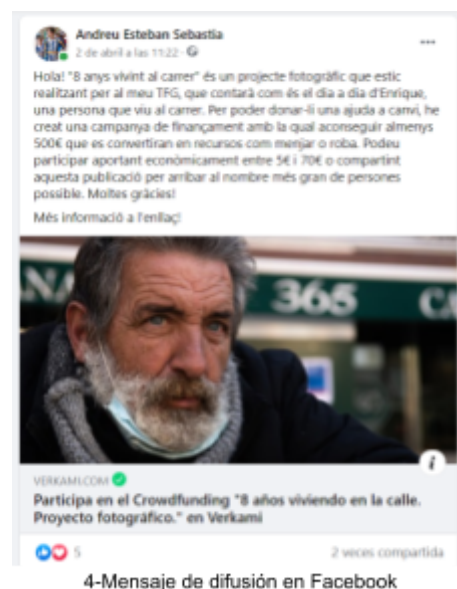 Andreu Esteban Sebastia
2 de abril a las 11:22 ·
Hola! "8 anys vivint al carrer" és un projecte fotogràfic que estic
realitzant per al meu TFG, que contarà com és el dia a dia d'Enrique,
una persona que viu al carrer. Per poder donar-li una ajuda a canvi, he
creat una campanya de finançament amb la qual aconseguir almenys
500€ que es convertiran en recursos com menjar o roba. Podeu
participar aportant econòmicament entre 5€ i 70€ o compartint
aquesta publicació per arribar al nombre més gran de persones
possible. Moltes gràcies!
Més informació a l'enllaç!
NA 365 CA
VERKAMI.COM
Participa en el Crowdfunding "8 años viviendo en la calle.
Proyecto fotográfico." en Verkami
5 2 veces compartida
4-Mensaje de difusión en Facebook